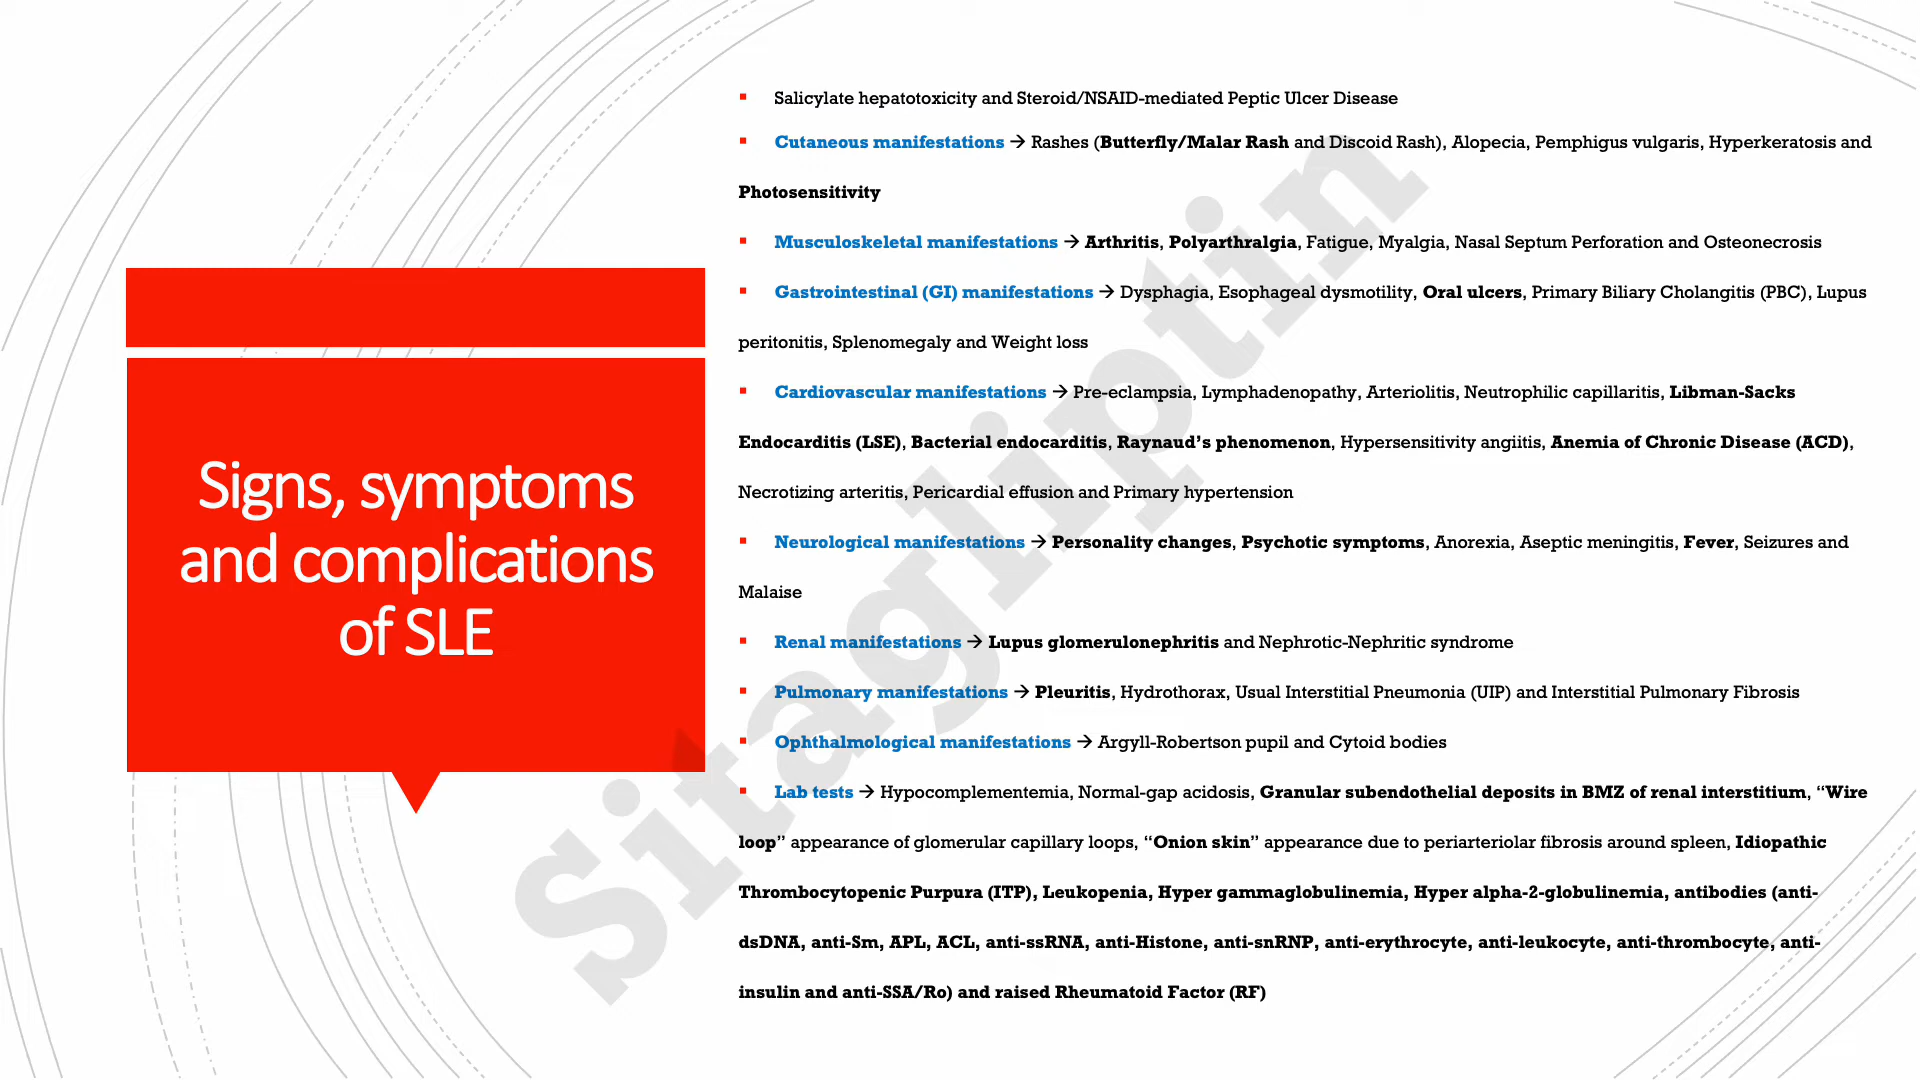 Signs, symptoms
and complications
of SLE
▪ Salicylate hepatotoxicity and Steroid/NSAID-mediated Peptic Ulcer Disease
▪ Cutaneous manifestations → Rashes (Butterfly/Malar Rash and Discoid Rash), Alopecia, Pemphigus vulgaris, Hyperkeratosis and
Photosensitivity
▪ Musculoskeletal manifestations → Arthritis, Polyarthralgia, Fatigue, Myalgia, Nasal Septum Perforation and Osteonecrosis
▪ Gastrointestinal (GI) manifestations → Dysphagia, Esophageal dysmotility, Oral ulcers, Primary Biliary Cholangitis (PBC), Lupus
peritonitis, Splenomegaly and Weight loss
▪ Cardiovascular manifestations → Pre-eclampsia, Lymphadenopathy, Arteriolitis, Neutrophilic capillaritis, Libman-Sacks
Endocarditis (LSE), Bacterial endocarditis, Raynaud's phenomenon, Hypersensitivity angiitis, Anemia of Chronic Disease (ACD),
Necrotizing arteritis, Pericardial effusion and Primary hypertension
▪ Neurological manifestations → Personality changes, Psychotic symptoms, Anorexia, Aseptic meningitis, Fever, Seizures and
Malaise
▪ Renal manifestations → Lupus glomerulonephritis and Nephrotic-Nephritic syndrome
▪ Pulmonary manifestations → Pleuritis, Hydrothorax, Usual Interstitial Pneumonia (UIP) and Interstitial Pulmonary Fibrosis
▪ Ophthalmological manifestations → Argyll-Robertson pupil and Cytoid bodies
▪ Lab tests → Hypocomplementemia, Normal-gap acidosis, Granular subendothelial deposits in BMZ of renal interstitium, “Wire
loop” appearance of glomerular capillary loops, “Onion skin” appearance due to periarteriolar fibrosis around spleen, Idiopathic
Thrombocytopenic Purpura (ITP), Leukopenia, Hyper gammaglobulinemia, Hyper alpha-2-globulinemia, antibodies (anti-
dsDNA, anti-Sm, APL, ACL, anti-ssRNA, anti-Histone, anti-snRNP, anti-erythrocyte, anti-leukocyte, anti-thrombocyte, anti-
insulin and anti-SSA/Ro) and raised Rheumatoid Factor (RF)
Sitagliptin